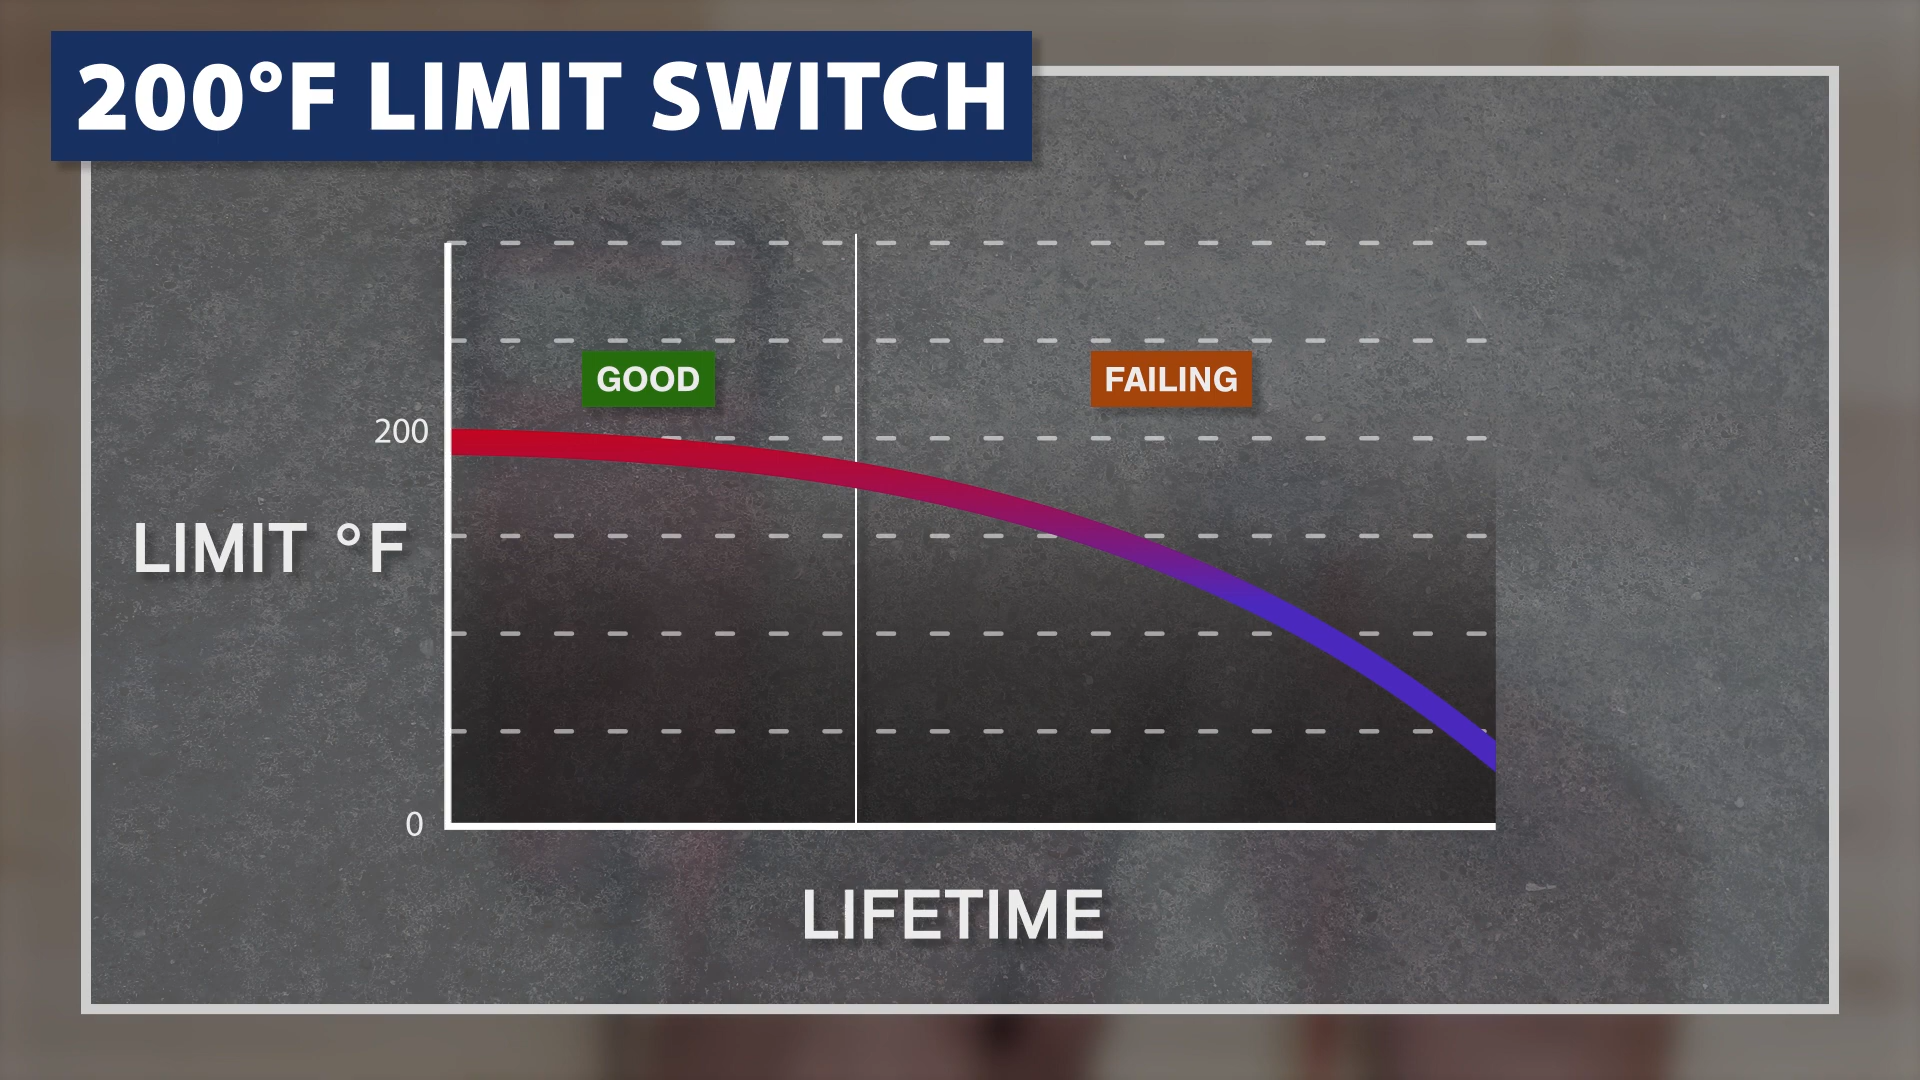 200°F LIMIT SWITCH
GOOD
FAILING
200
LIMIT °F
0
LIFETIME